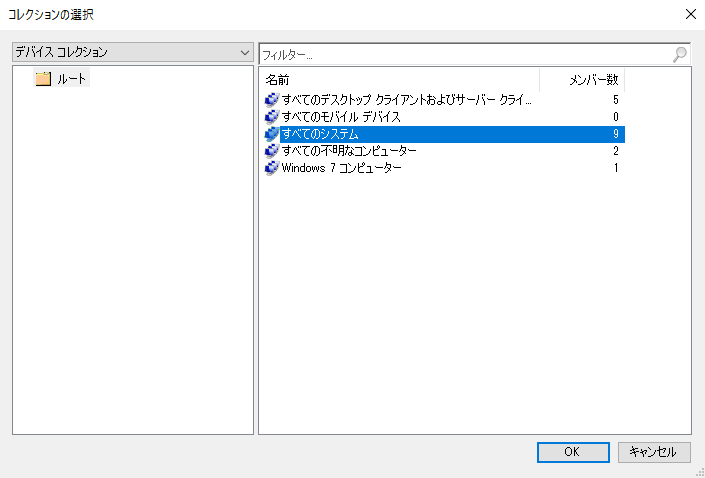 コレクションの選択
デバイス コレクション
フィルター...
ルート
名前 メンバー数
すべてのデスクトップ クライアントおよびサーバー クライ... 5
すべてのモバイル デバイス 0
すべてのシステム 9
すべての不明なコンピューター 2
Windows 7 コンピューター 1
OK キャンセル